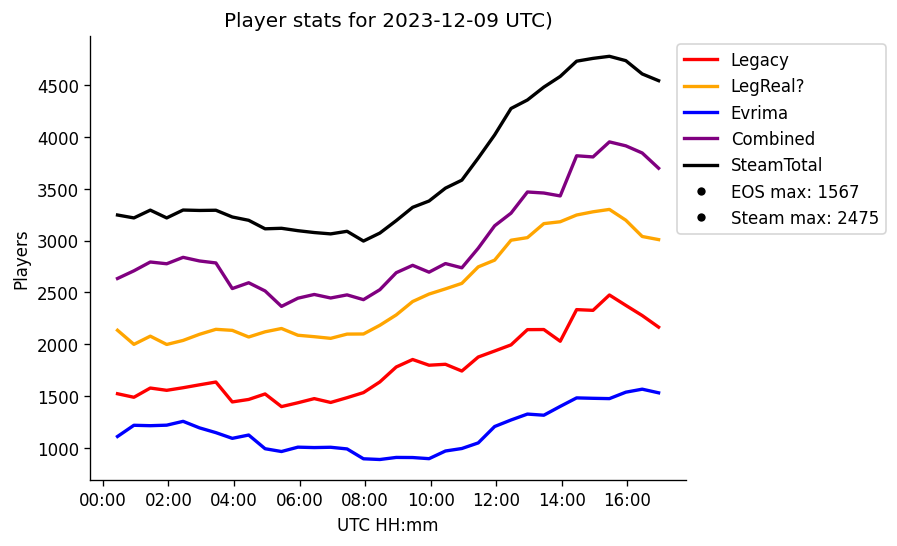 Player stats for 2023-12-09 UTC)
Legacy
LegReal?
Evrima
Combined
SteamTotal
EOS max: 1567
Steam max: 2475
4500
4000
3500
3000
2500
2000
1500
1000
Players
00:00 02:00 04:00 06:00 08:00 10:00 12:00 14:00 16:00
UTC HH:mm